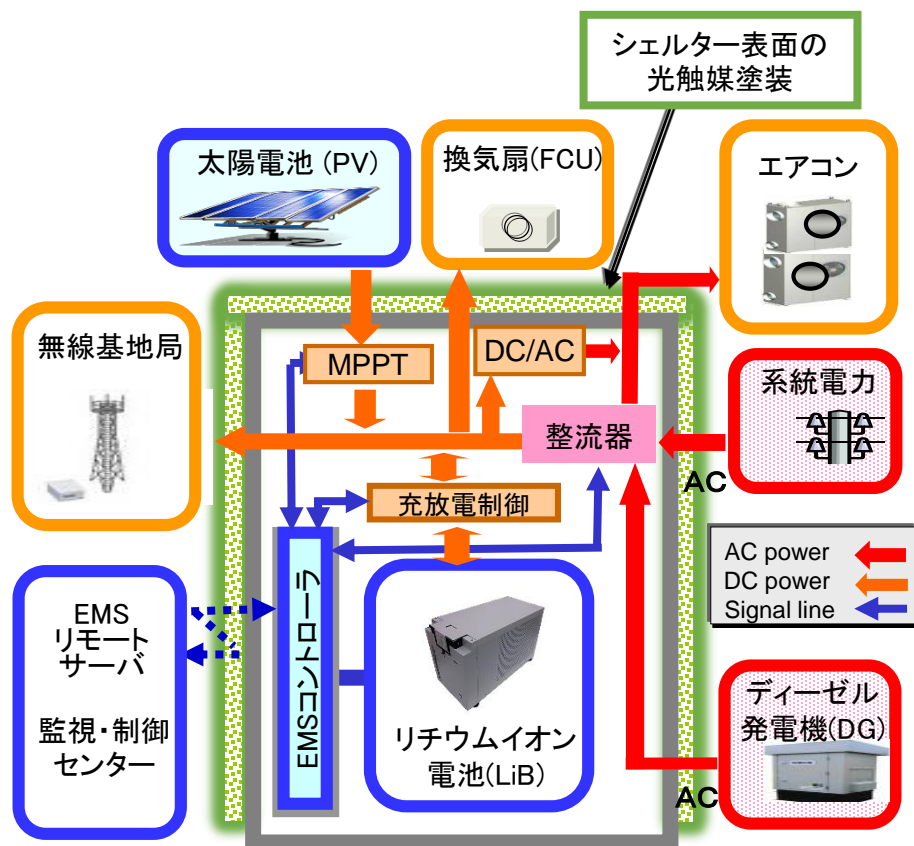 シェルター表面の
光触媒塗装
太陽電池 (PV)
換気扇(FCU)
エアコン
無線基地局
MPPT
DC/AC
系統電力
整流器
AC
充放電制御
AC power
DC power
Signal line
EMS
リモート
サーバ
監視・制御
センター
EMSコントローラ
リチウムイオン
電池(LiB)
ディーゼル
発電機(DG)
AC